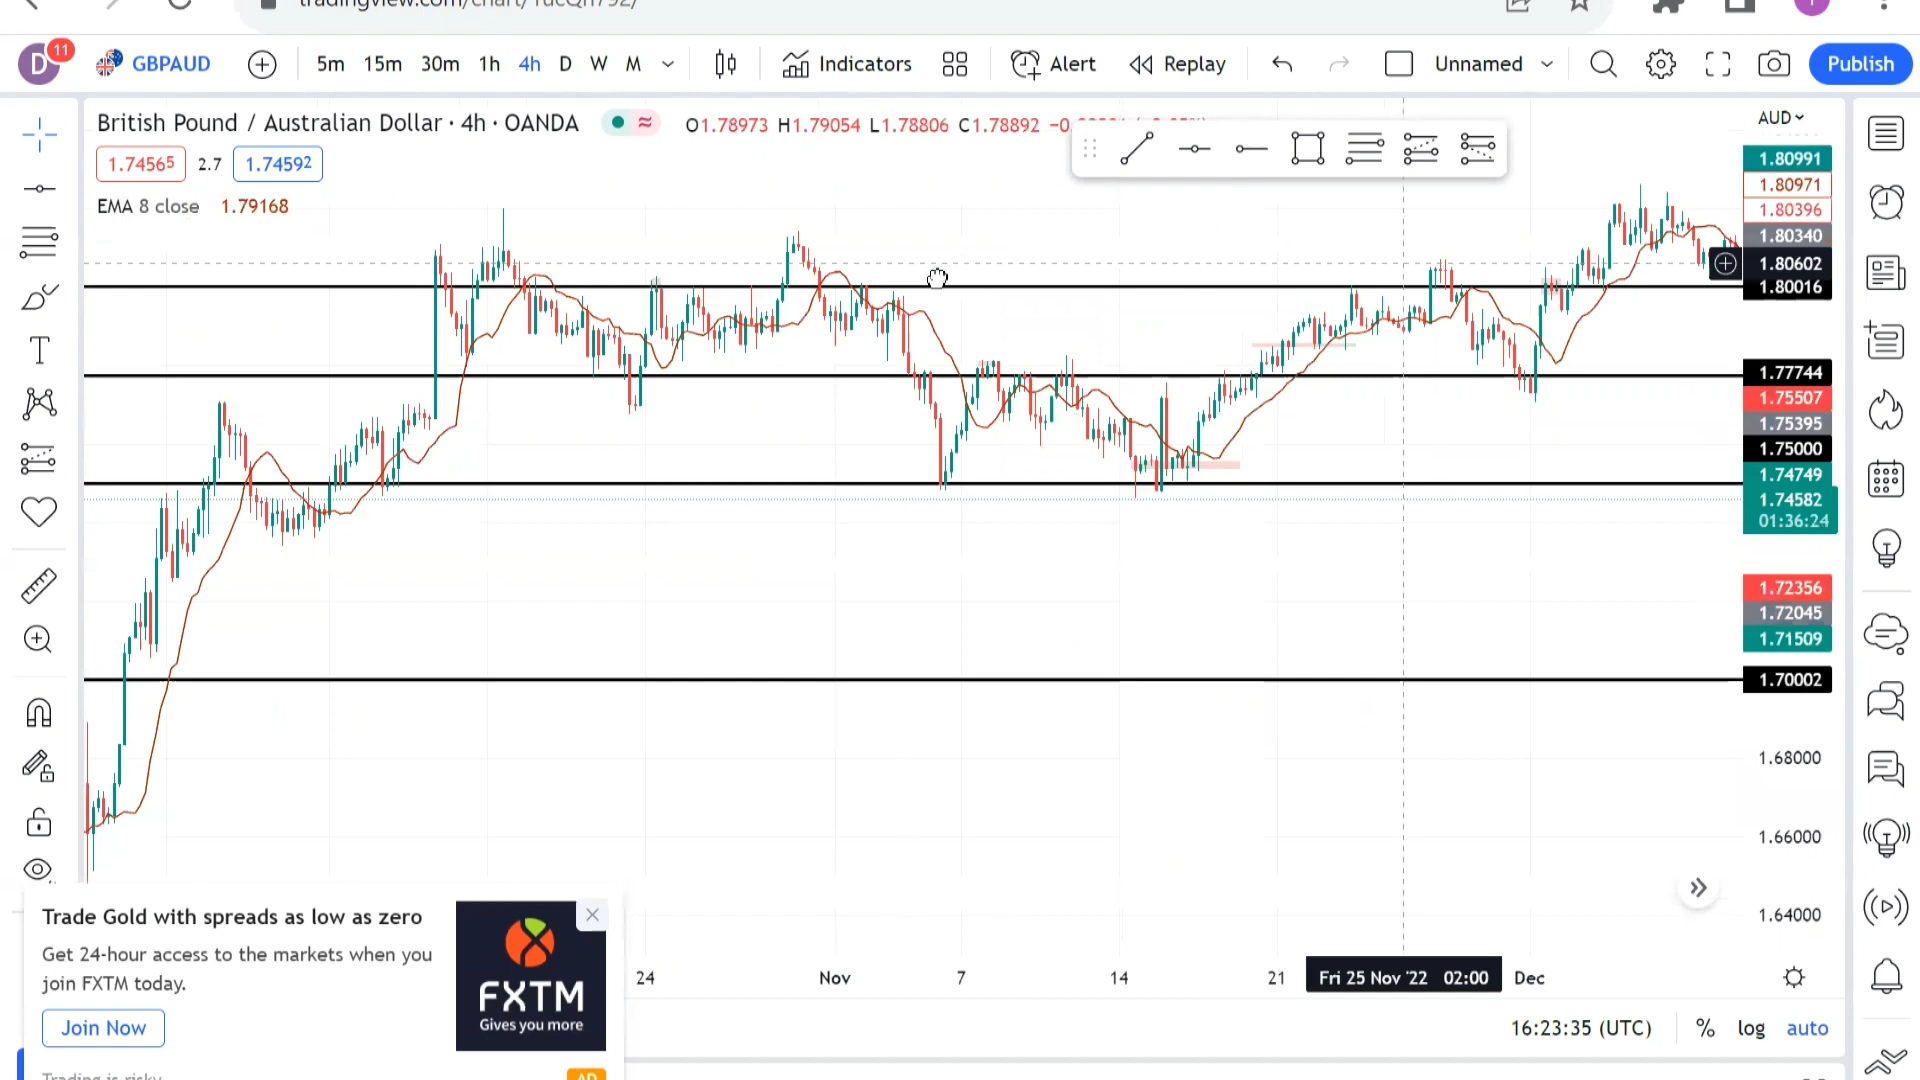 D
11
GBPAUD
5m 15m 30m 1h 4h D W M
Indicators
Alert
Replay
Unnamed
Publish
British Pound / Australian Dollar · 4h · OANDA
O1.78973 H1.79054 L1.78806 C1.78892
AUD
1.74565 2.7 1.74592
EMA 8 close 1.79168
1.80991
1.80971
1.80396
1.80340
1.80602
1.80016
1.77744
1.75507
1.75395
1.75000
1.74749
1.74582
01:36:24
1.72356
1.72045
1.71509
1.70002
1.68000
1.66000
1.64000
24 Nov 7 14 21 Fri 25 Nov '22 02:00 Dec
16:23:35 (UTC) % log auto
Trade Gold with spreads as low as zero
Get 24-hour access to the markets when you
join FXTM today.
Join Now
FXTM
Gives you more
Trading is risky
AD